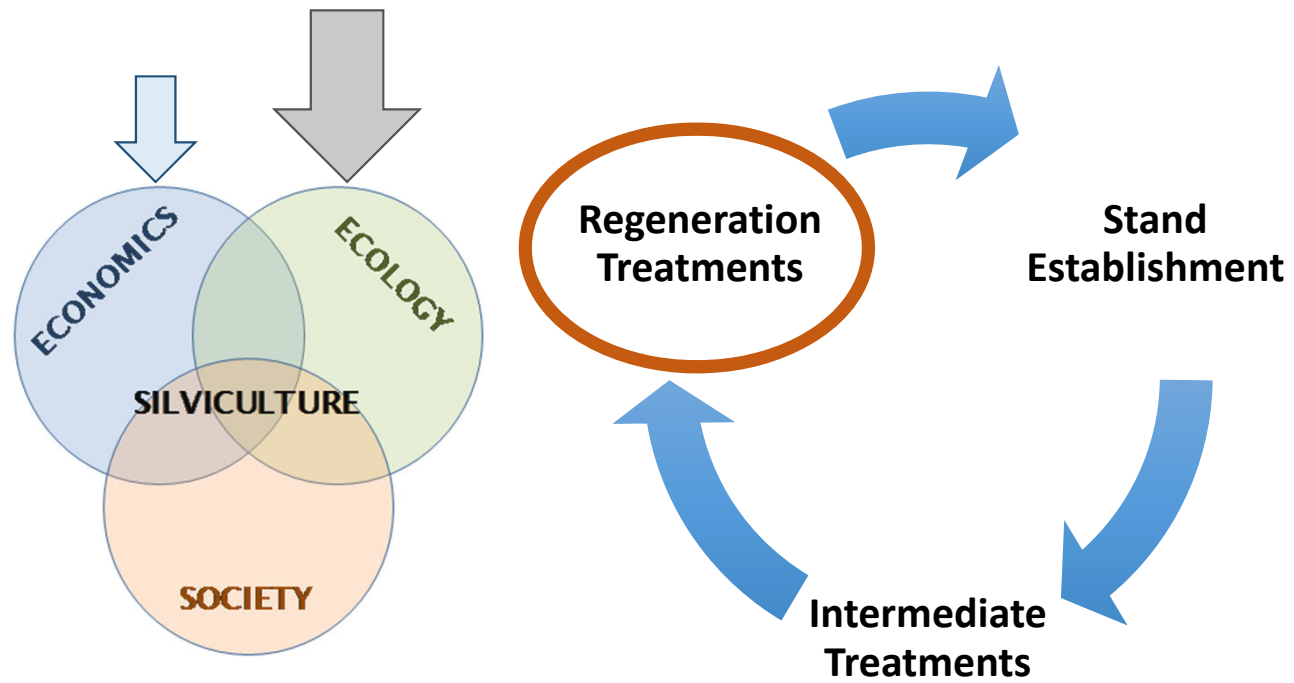 ECONOMICS
ECOLOGY
SILVICULTURE
SOCIETY
Regeneration
Treatments
Stand
Establishment
Intermediate
Treatments